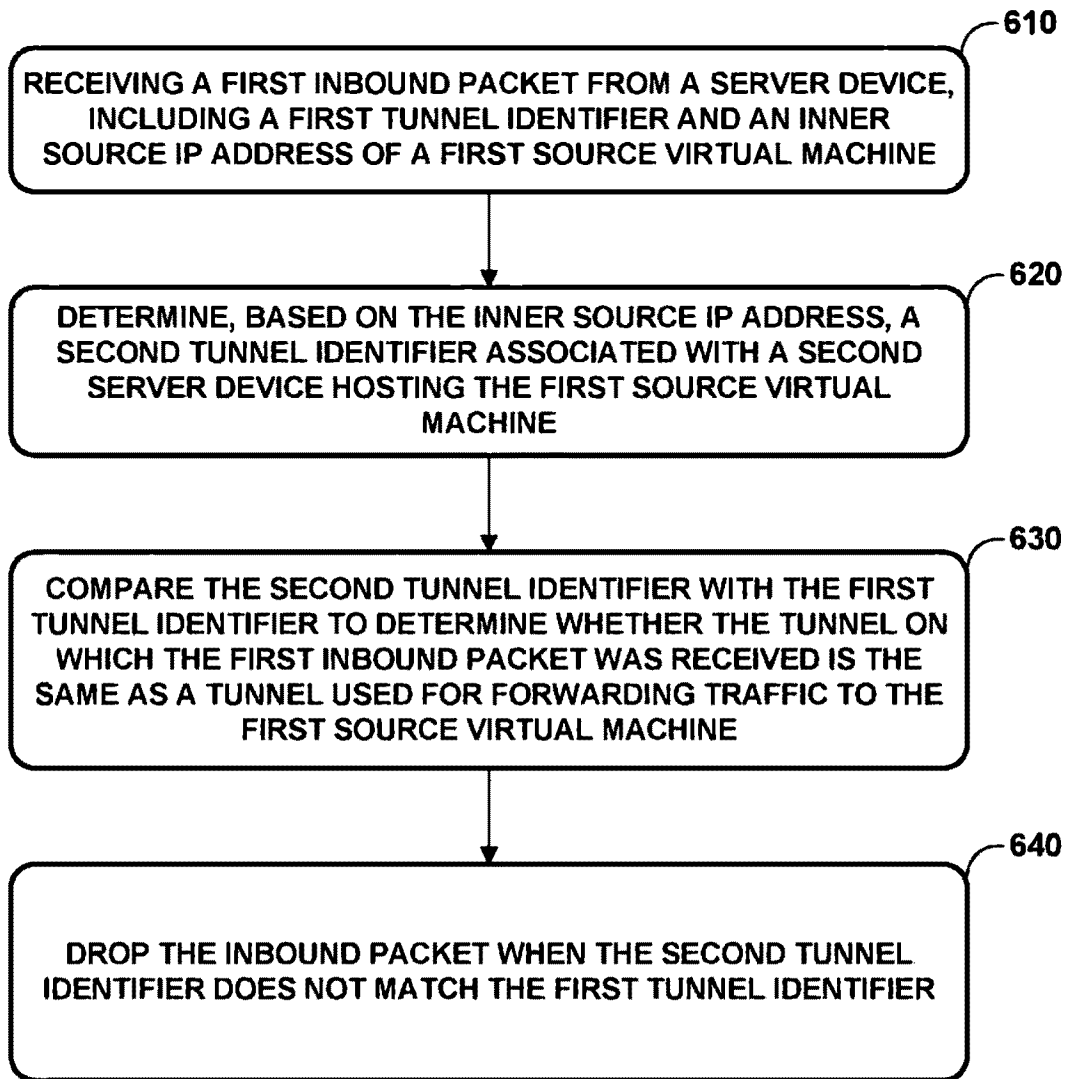 610
RECEIVING A FIRST INBOUND PACKET FROM A SERVER DEVICE,
INCLUDING A FIRST TUNNEL IDENTIFIER AND AN INNER
SOURCE IP ADDRESS OF A FIRST SOURCE VIRTUAL MACHINE
620
DETERMINE, BASED ON THE INNER SOURCE IP ADDRESS, A
SECOND TUNNEL IDENTIFIER ASSOCIATED WITH A SECOND
SERVER DEVICE HOSTING THE FIRST SOURCE VIRTUAL
MACHINE
630
COMPARE THE SECOND TUNNEL IDENTIFIER WITH THE FIRST
TUNNEL IDENTIFIER TO DETERMINE WHETHER THE TUNNEL ON
WHICH THE FIRST INBOUND PACKET WAS RECEIVED IS THE
SAME AS A TUNNEL USED FOR FORWARDING TRAFFIC TO THE
FIRST SOURCE VIRTUAL MACHINE
640
DROP THE INBOUND PACKET WHEN THE SECOND TUNNEL
IDENTIFIER DOES NOT MATCH THE FIRST TUNNEL IDENTIFIER